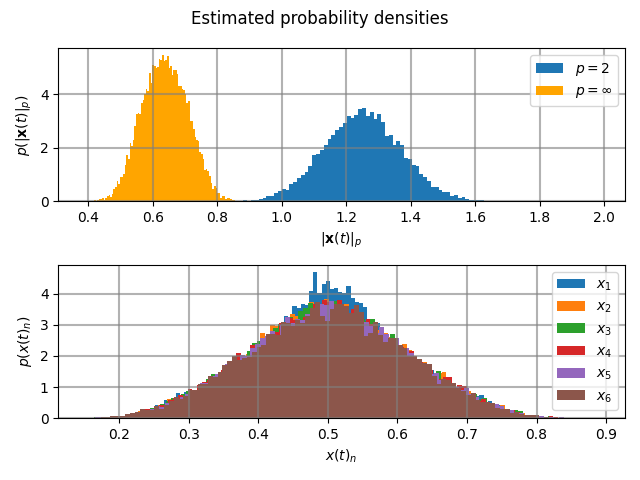 Estimated probability densities
p(|x(t)|p)
4
2
0
p = 2
p = ∞
0.4 0.6 0.8 1.0 1.2 1.4 1.6 1.8 2.0
|x(t)|p
p(x(t)n)
4
3
2
1
0
x1
x2
x3
x4
x5
x6
0.2 0.3 0.4 0.5 0.6 0.7 0.8 0.9
x(t)n